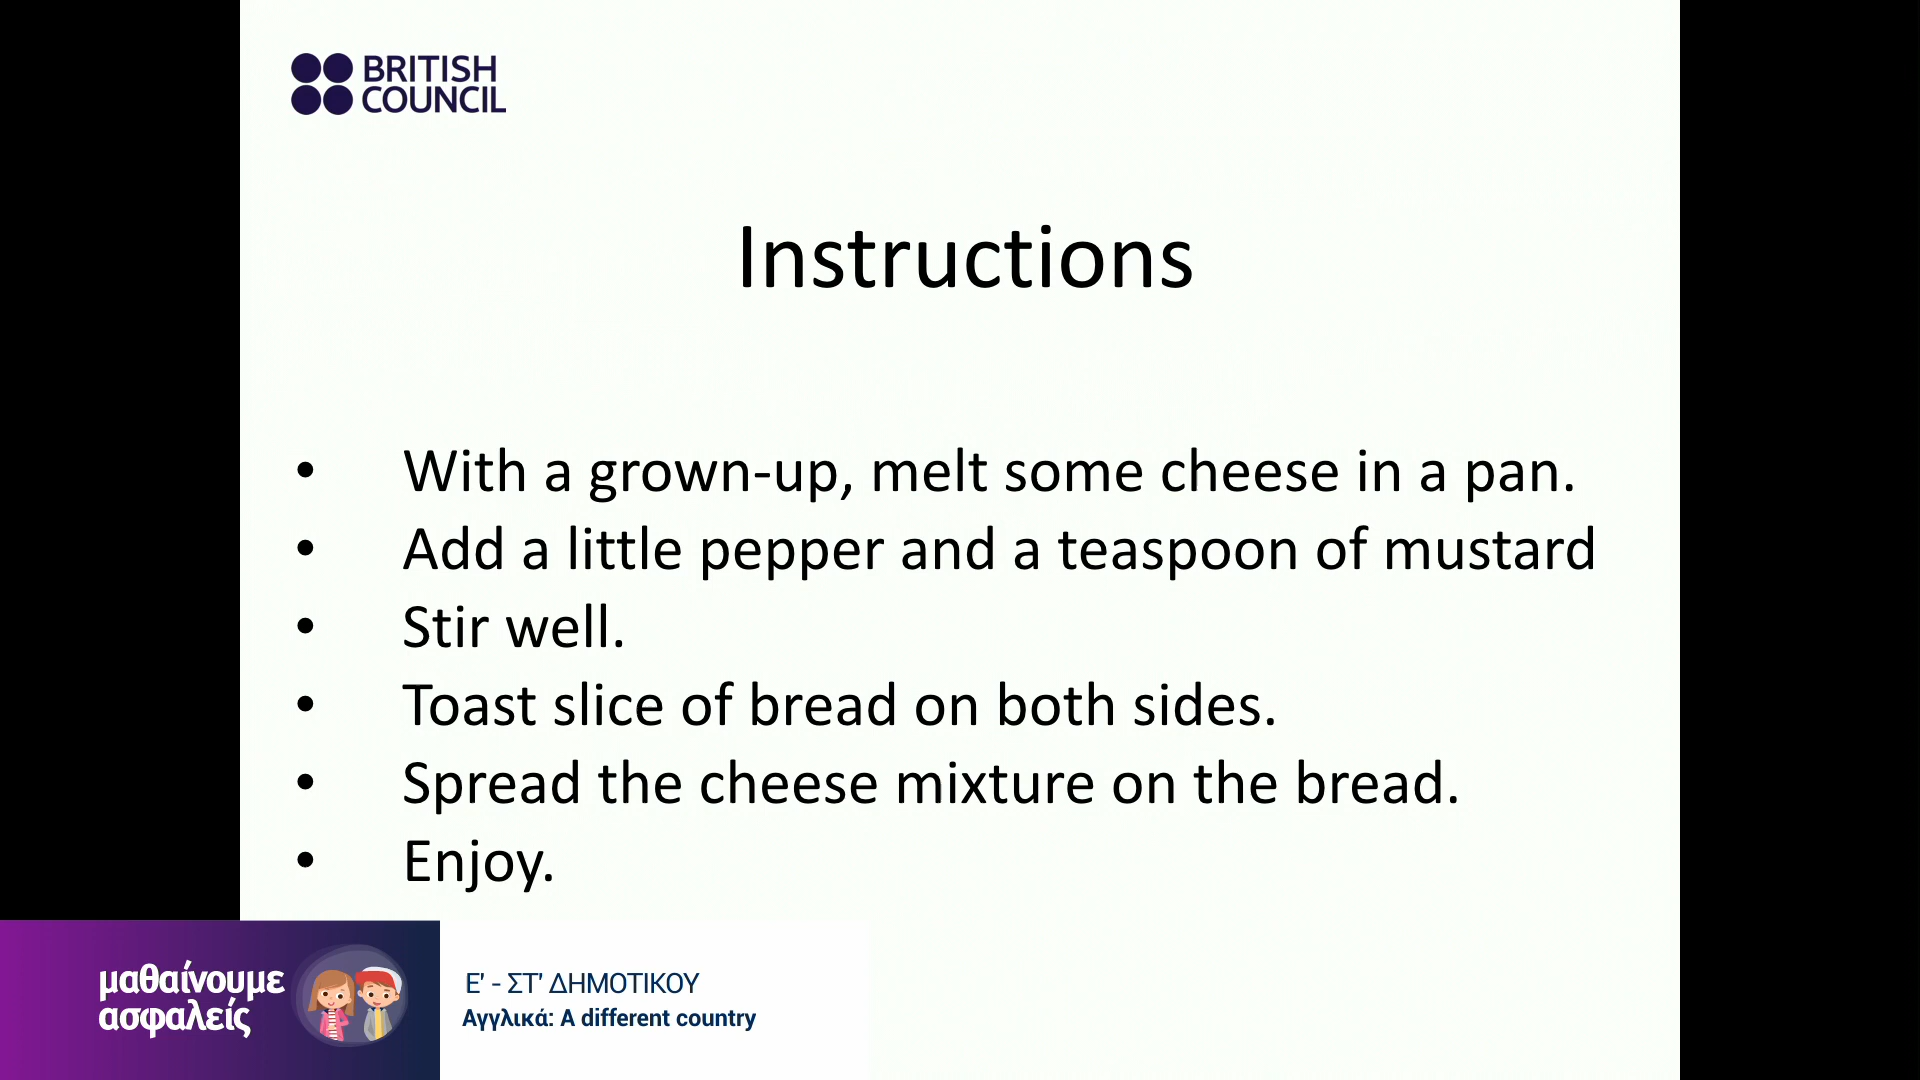 BRITISH
COUNCIL
Instructions
• With a grown-up, melt some cheese in a pan.
• Add a little pepper and a teaspoon of mustard
• Stir well.
• Toast slice of bread on both sides.
• Spread the cheese mixture on the bread.
• Enjoy.
μαθαίνουμε
ασφαλείς
Ε' - ΣΤ' ΔΗΜΟΤΙΚΟΥ
Αγγλικά: A different country